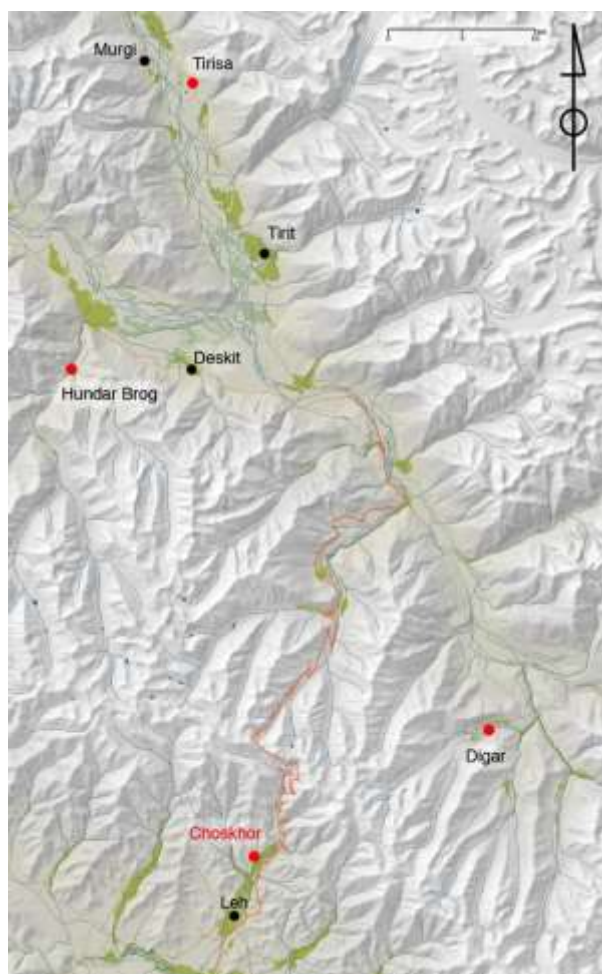 Murgi
Tirisa
Tirit
Deskit
Hundar Brog
Digar
Choskhor
Leh